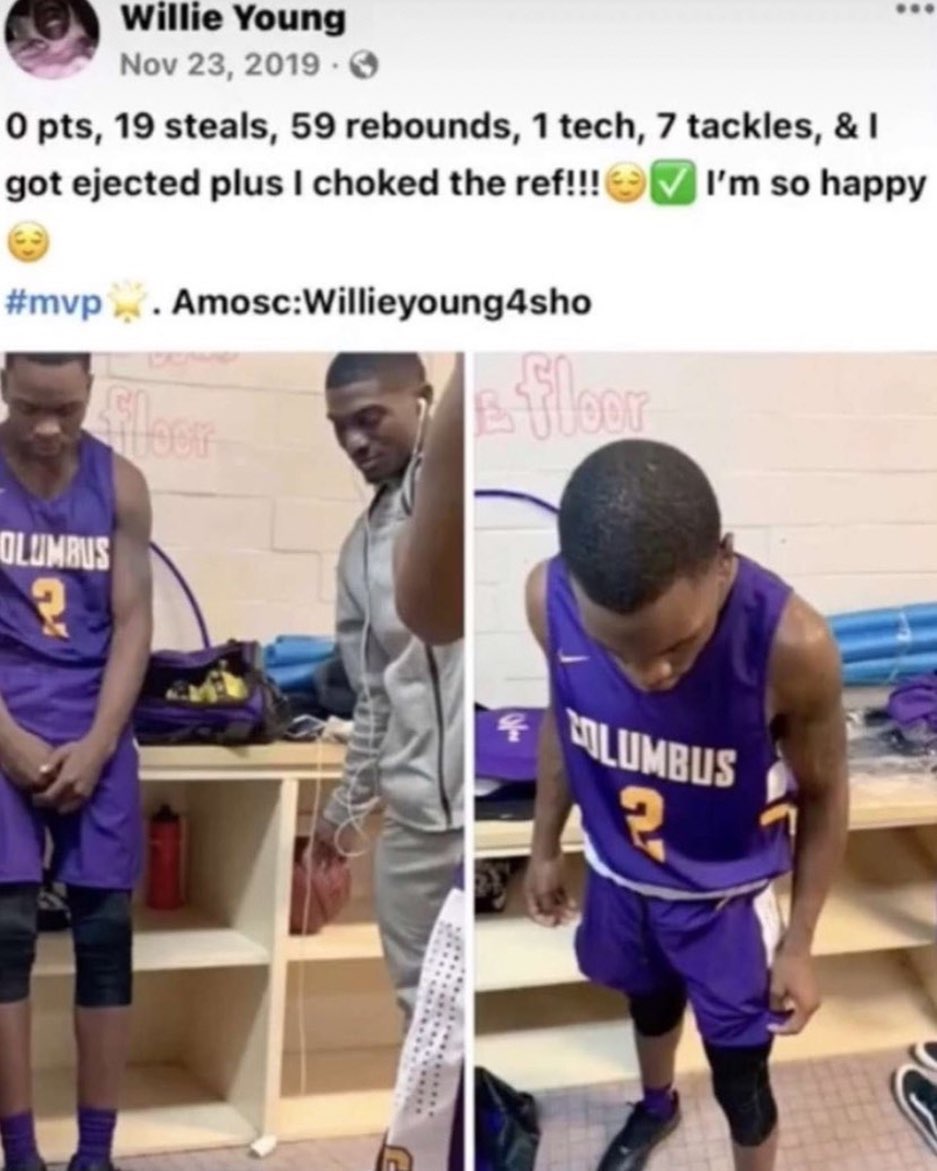 Willie Young
Nov 23, 2019 ·
0 pts, 19 steals, 59 rebounds, 1 tech, 7 tackles, & I
got ejected plus I choked the ref!!!😌✅ I’m so happy
😌
#mvp🌟. Amosc:Willieyoung4sho
floor
OLUMBUS
2
floor
COLUMBUS
2